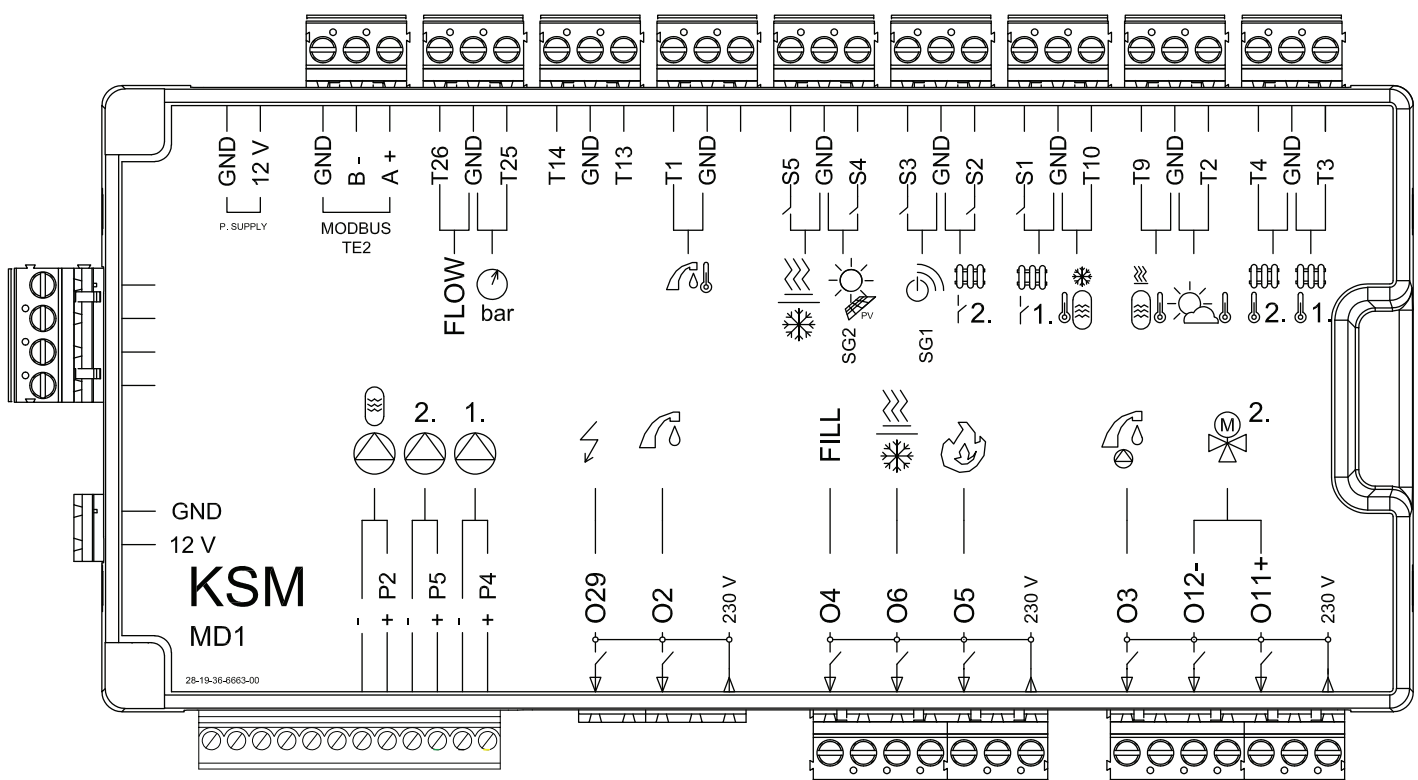 GND
12 V
P. SUPPLY
GND
B -
A +
MODBUS
TE2
T26
GND
T25
FLOW
bar
T14
GND
T13
T1
GND
S5
GND
S4
PV
SG2
S3
GND
S2
SG1
2.
S1
GND
T10
1.
T9
GND
T2
T4
GND
T3
2.
1.
2.
1.
FILL
M
2.
GND
12 V
KSM
MD1
28-19-36-6663-00
-
+ P2
-
+ P5
-
+ P4
O29
O2
230 V
O4
O6
O5
230 V
O3
O12-
O11+
230 V